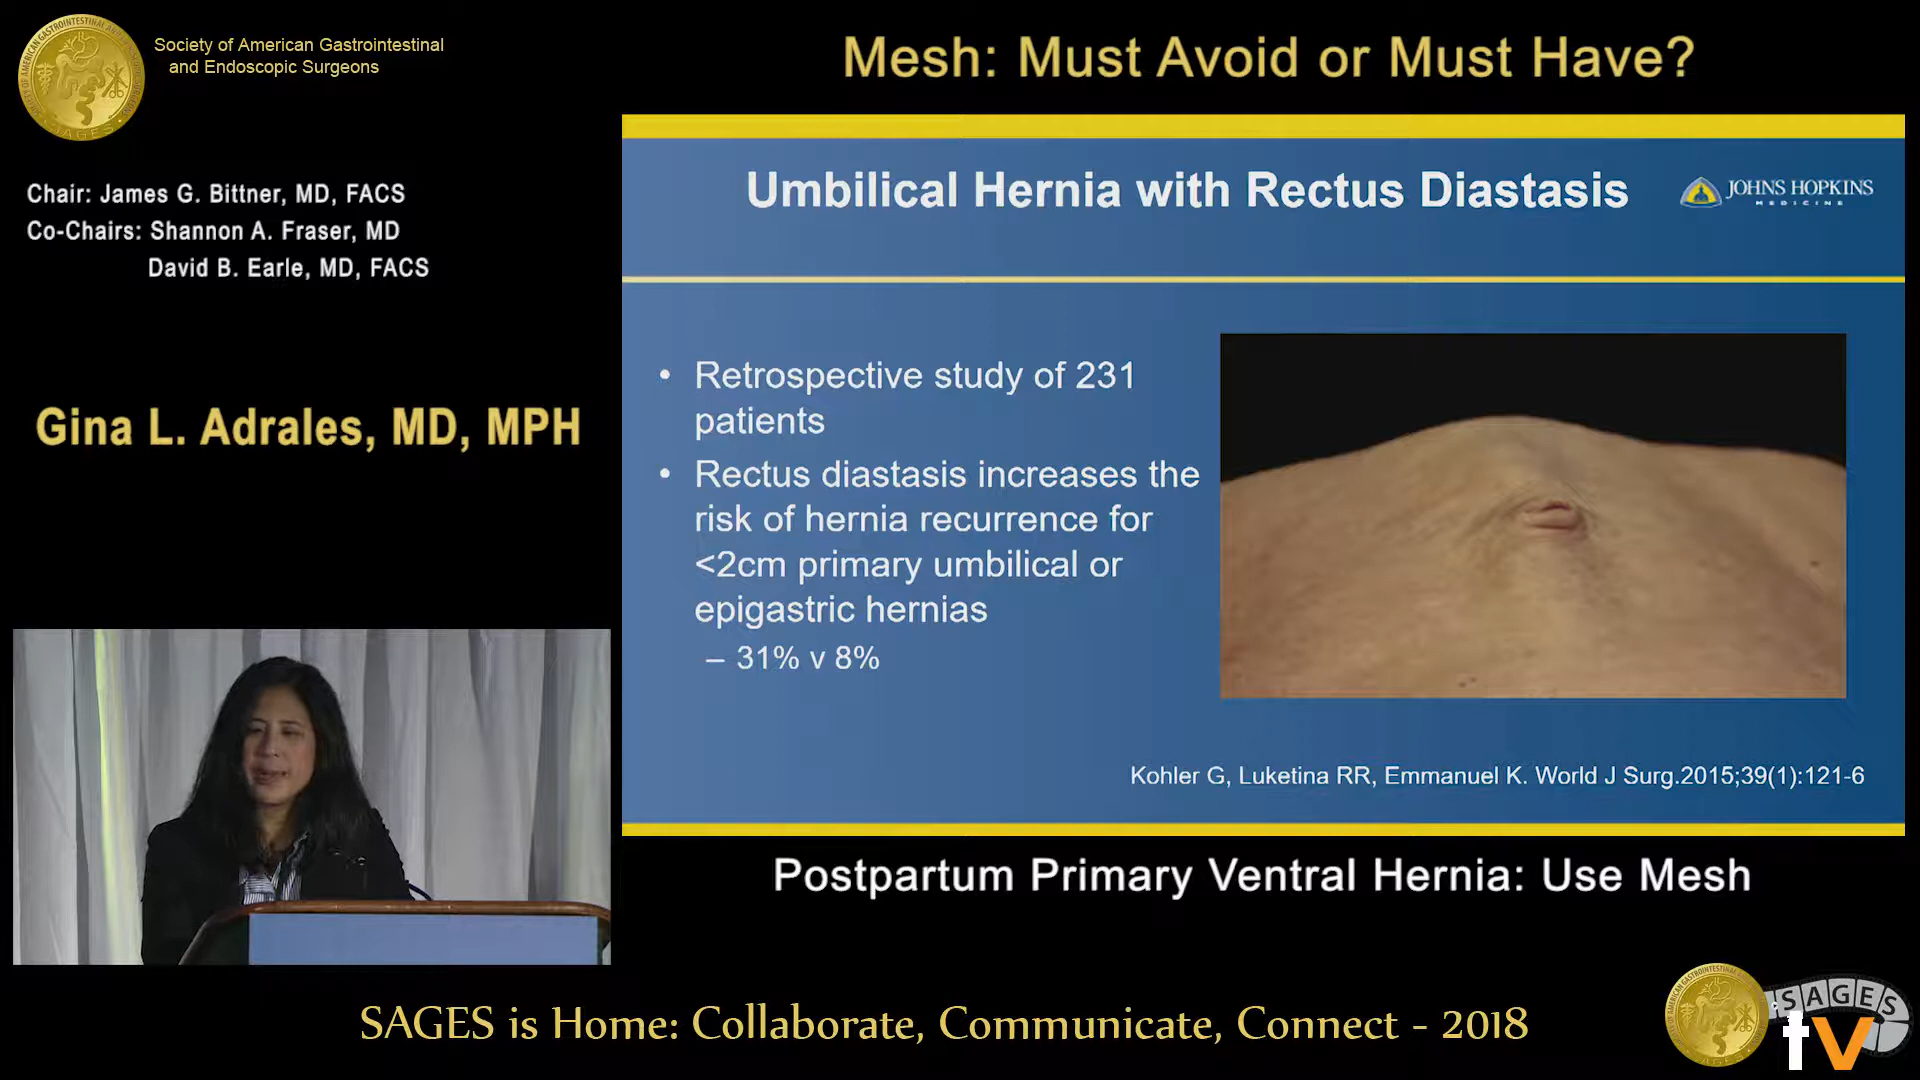 Society of American Gastrointestinal
and Endoscopic Surgeons
Mesh: Must Avoid or Must Have?
Chair: James G. Bittner, MD, FACS
Co-Chairs: Shannon A. Fraser, MD
David B. Earle, MD, FACS
Gina L. Adrales, MD, MPH
Umbilical Hernia with Rectus Diastasis
JOHNS HOPKINS
MEDICINE
• Retrospective study of 231
patients
• Rectus diastasis increases the
risk of hernia recurrence for
<2cm primary umbilical or
epigastric hernias
– 31% v 8%
Kohler G, Luketina RR, Emmanuel K. World J Surg.2015;39(1):121-6
Postpartum Primary Ventral Hernia: Use Mesh
SAGES is Home: Collaborate, Communicate, Connect - 2018
SAGES
tv